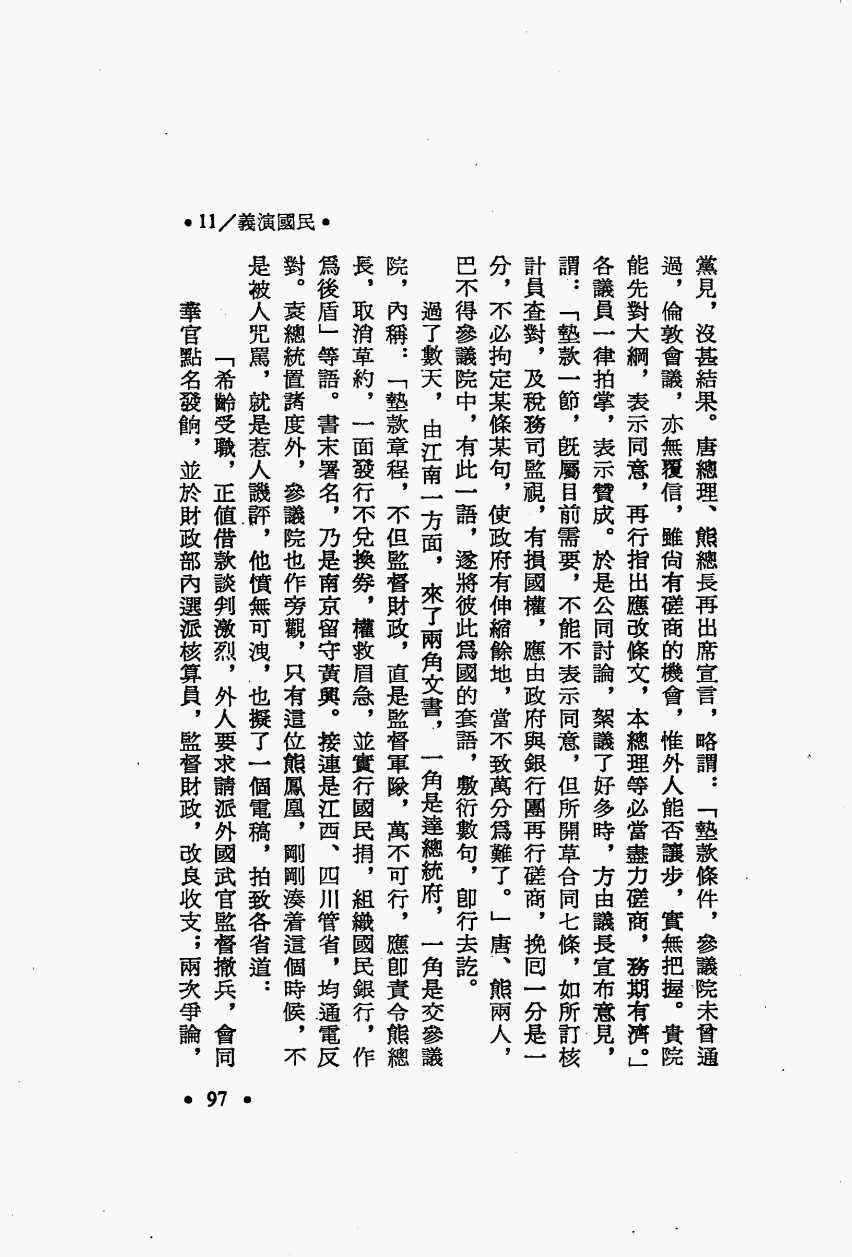 •11/義演國民•
黨見，沒甚結果。唐總理、熊總長再出席宣言，略謂：「墊款條件，參議院未曾通
過，倫敦會議，亦無覆信，雖尙有磋商的機會，惟外人能否讓步，實無把握。貴院
能先對大綱，表示同意，再行指出應改條文，本總理等必當盡力磋商，務期有濟。」
各議員一律拍掌，表示贊成。於是公同討論，絮議了好多時，方由議長宣布意見，
謂：「墊款一節，旣屬目前需要，不能不表示同意，但所開草合同七條，如所訂核
計員查對，及稅務司監視，有損國權，應由政府與銀行團再行磋商，挽回一分是一
分，不必拘定某條某句，使政府有伸縮餘地，當不致萬分爲難了。」唐、熊兩人，
巴不得參議院中，有此一語，遂將彼此爲國的套語，敷衍數句，卽行去訖。
過了數天，由江南一方面，來了兩角文書，一角是達總統府，一角是交參議
院，內稱：「墊款章程，不但監督財政，直是監督軍隊，萬不可行，應卽責令熊總
長，取消草約，一面發行不兌換券，權救眉急，並實行國民捐，組織國民銀行，作
爲後盾」等語。書末署名，乃是南京留守黃興。接連是江西、四川管省，均通電反
對。袁總統置諸度外，參議院也作旁觀，只有這位熊鳳凰，剛剛湊着這個時候，不
是被人咒罵，就是惹人譏評，他憤無可洩，也擬了一個電稿，拍致各省道：
「希齡受職，正值借款談判激烈，外人要求請派外國武官監督撤兵，會同
華官點名發餉，並於財政部內選派核算員，監督財政，改良收支；兩次爭論，
•97•